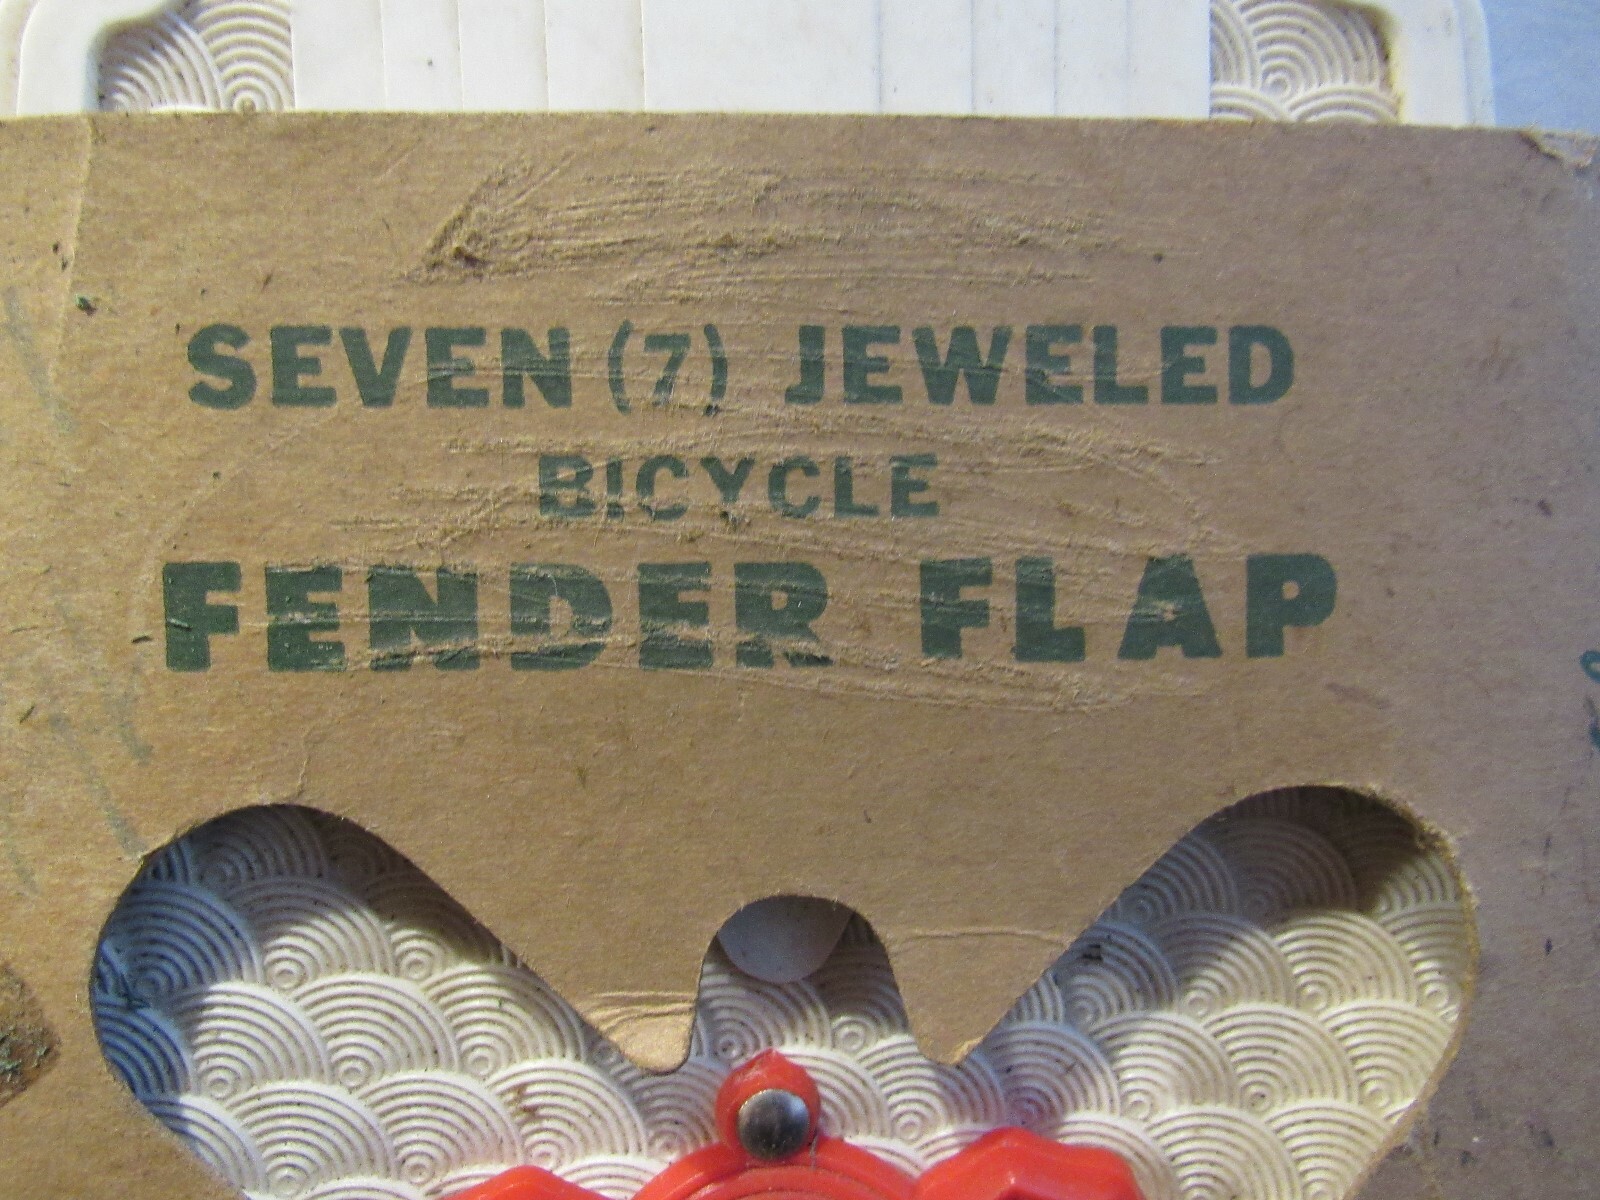 SEVEN (7) JEWELED
BICYCLE
FENDER FLAP